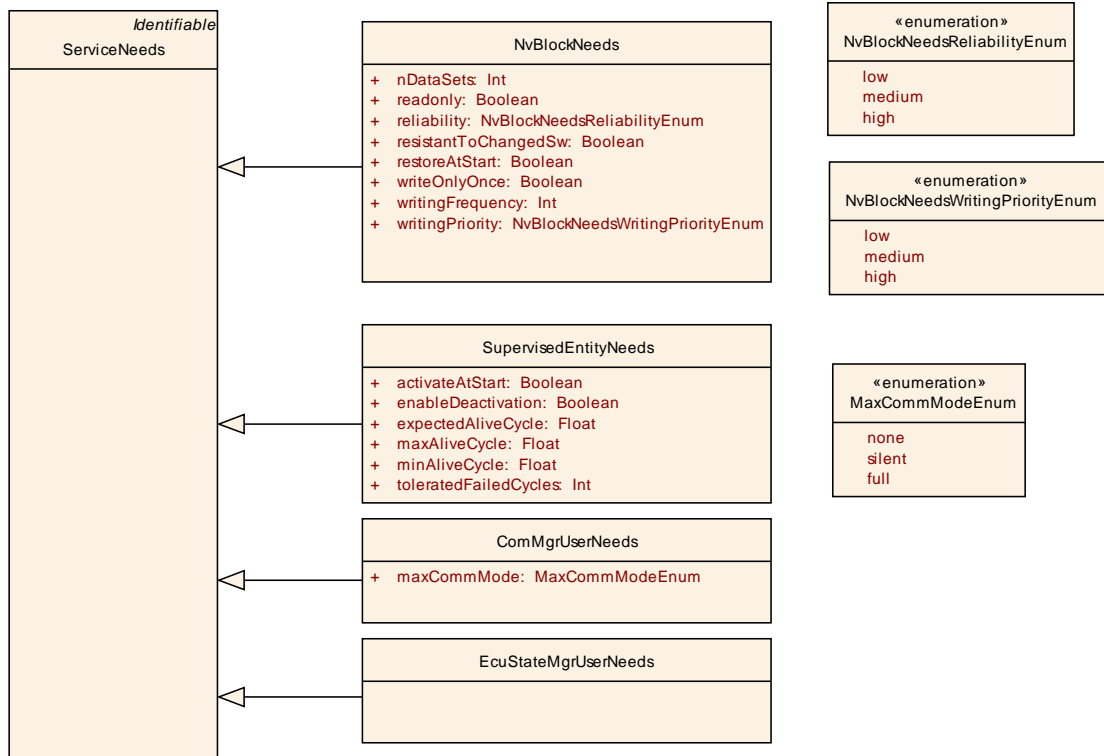 Identifiable
ServiceNeeds
NvBlockNeeds
+ nDataSets: Int
+ readonly: Boolean
+ reliability: NvBlockNeedsReliabilityEnum
+ resistantToChangedSw: Boolean
+ restoreAtStart: Boolean
+ writeOnlyOnce: Boolean
+ writingFrequency: Int
+ writingPriority: NvBlockNeedsWritingPriorityEnum
«enumeration»
NvBlockNeedsReliabilityEnum
low
medium
high
«enumeration»
NvBlockNeedsWritingPriorityEnum
low
medium
high
SupervisedEntityNeeds
+ activateAtStart: Boolean
+ enableDeactivation: Boolean
+ expectedAliveCycle: Float
+ maxAliveCycle: Float
+ minAliveCycle: Float
+ toleratedFailedCycles: Int
«enumeration»
MaxCommModeEnum
none
silent
full
ComMgrUserNeeds
+ maxCommMode: MaxCommModeEnum
EcuStateMgrUserNeeds